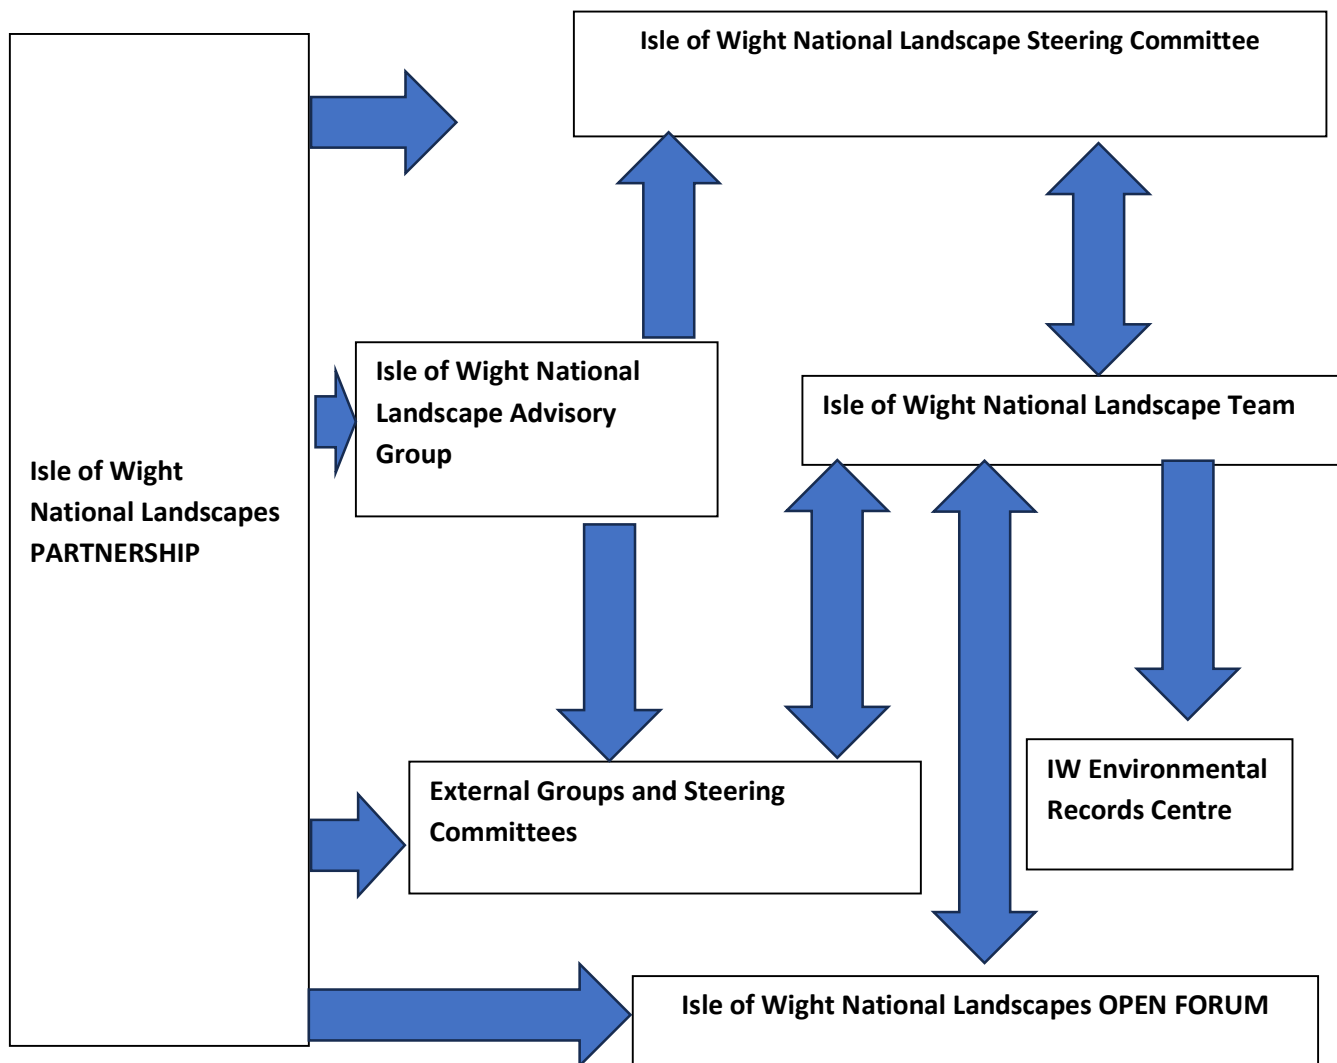 Isle of Wight National Landscape Steering Committee
Isle of Wight National
Landscape Advisory
Group
Isle of Wight National Landscape Team
Isle of Wight
National Landscapes
PARTNERSHIP
External Groups and Steering
Committees
IW Environmental
Records Centre
Isle of Wight National Landscapes OPEN FORUM